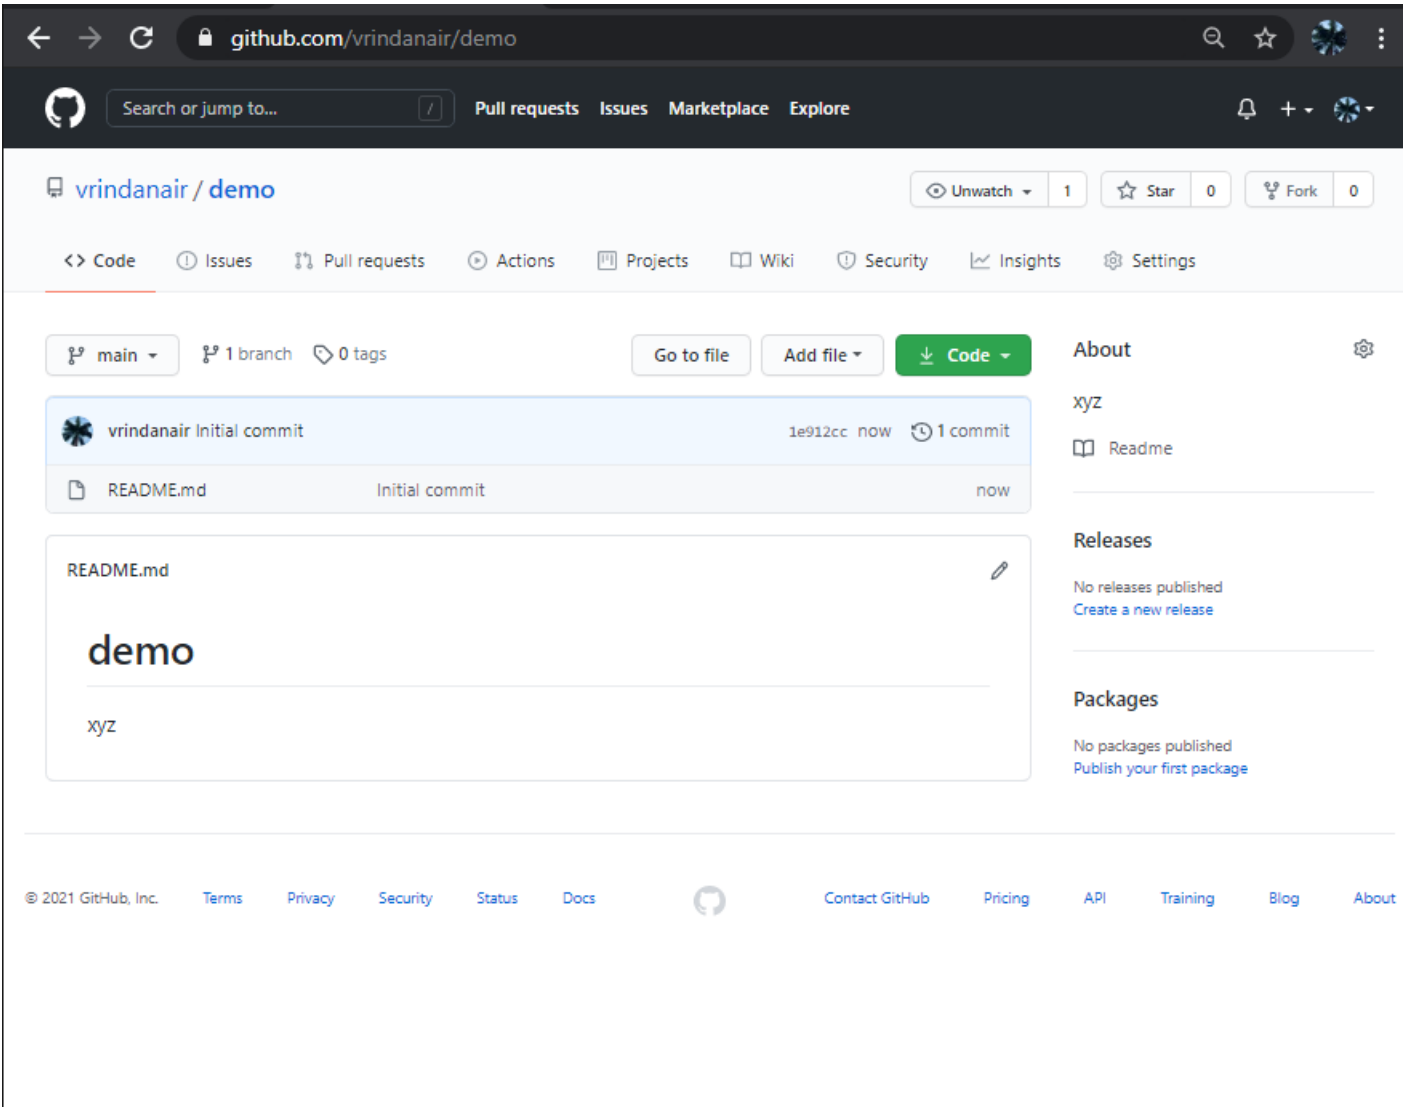 github.com/vrindanair/demo
Search or jump to... / Pull requests Issues Marketplace Explore
vrindanair / demo Unwatch 1 Star 0 Fork 0
Code Issues Pull requests Actions Projects Wiki Security Insights Settings
main 1 branch 0 tags Go to file Add file Code
vrindanair Initial commit 1e912cc now 1 commit
README.md Initial commit now
README.md
demo
xyz
About
xyz
Readme
Releases
No releases published
Create a new release
Packages
No packages published
Publish your first package
© 2021 GitHub, Inc. Terms Privacy Security Status Docs Contact GitHub Pricing API Training Blog About